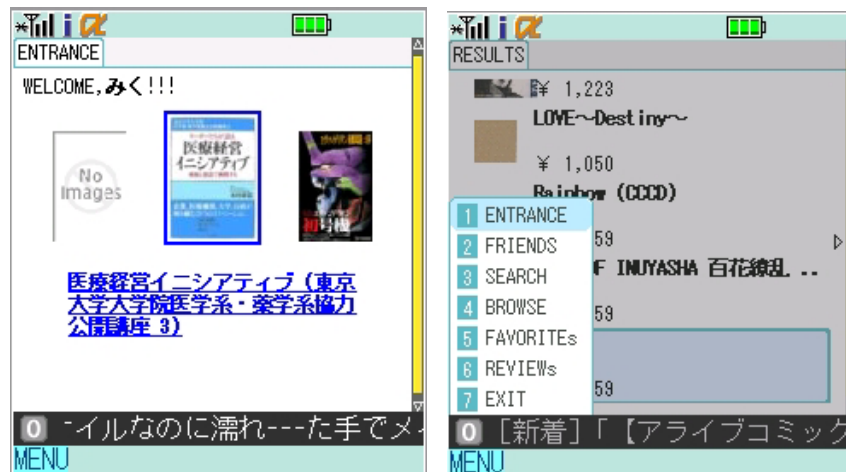 ENTRANCE
WELCOME,みく!!!
No
Images
医療経営
イニシアティブ
初号機
医療経営イニシアティブ（東京
大学大学院医学系・薬学系協力
公開講座 3)
0 イルなのに濡れ---た手でメ
MENU
RESULTS
¥ 1,223
LOVE～Destiny～
¥ 1,050
Rainbow (CCCD)
59
F INUYASHA 百花繚乱 ..
59
59
1 ENTRANCE
2 FRIENDS
3 SEARCH
4 BROWSE
5 FAVORITEs
6 REVIEWs
7 EXIT
0 [新着]「【アライブコミック
MENU